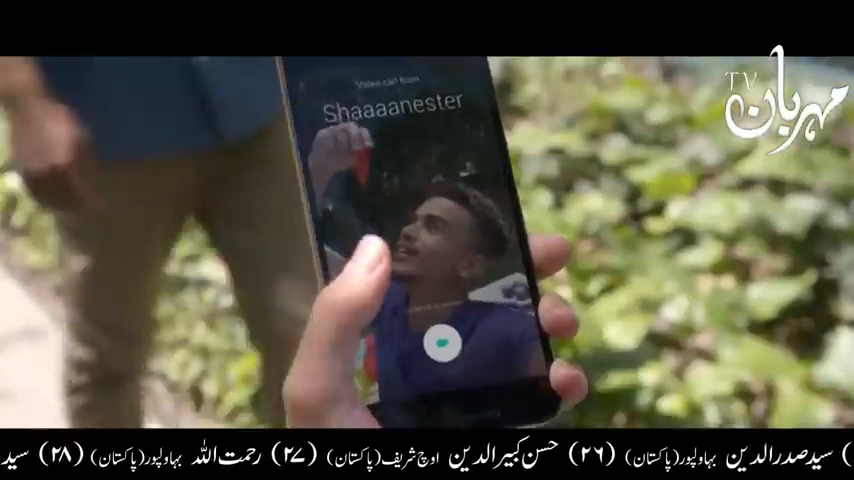 Video call from
Shaaaanester
TV
مہربان
) سید صدرالدین بہاولپور (پاکستان) (۲۶) حسن کبیرالدین اوچ شریف (پاکستان) (۲۷) رحمت اللہ بہاولپور (پاکستان) (۲۸) سید